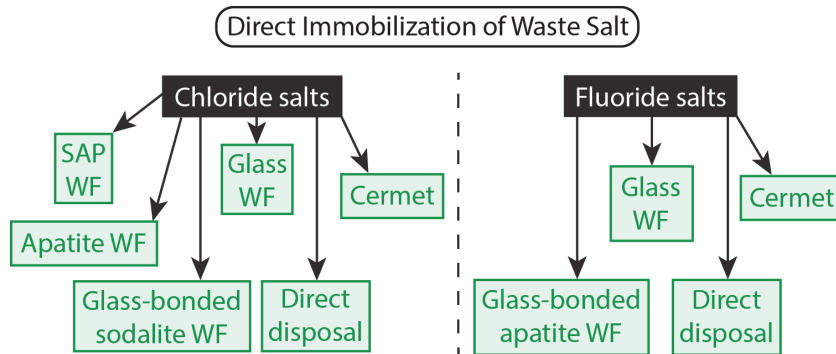 Direct Immobilization of Waste Salt
Chloride salts
Fluoride salts
SAP
WF
Glass
WF
Cermet
Apatite WF
Glass-bonded
sodalite WF
Direct
disposal
Glass
WF
Cermet
Glass-bonded
apatite WF
Direct
disposal